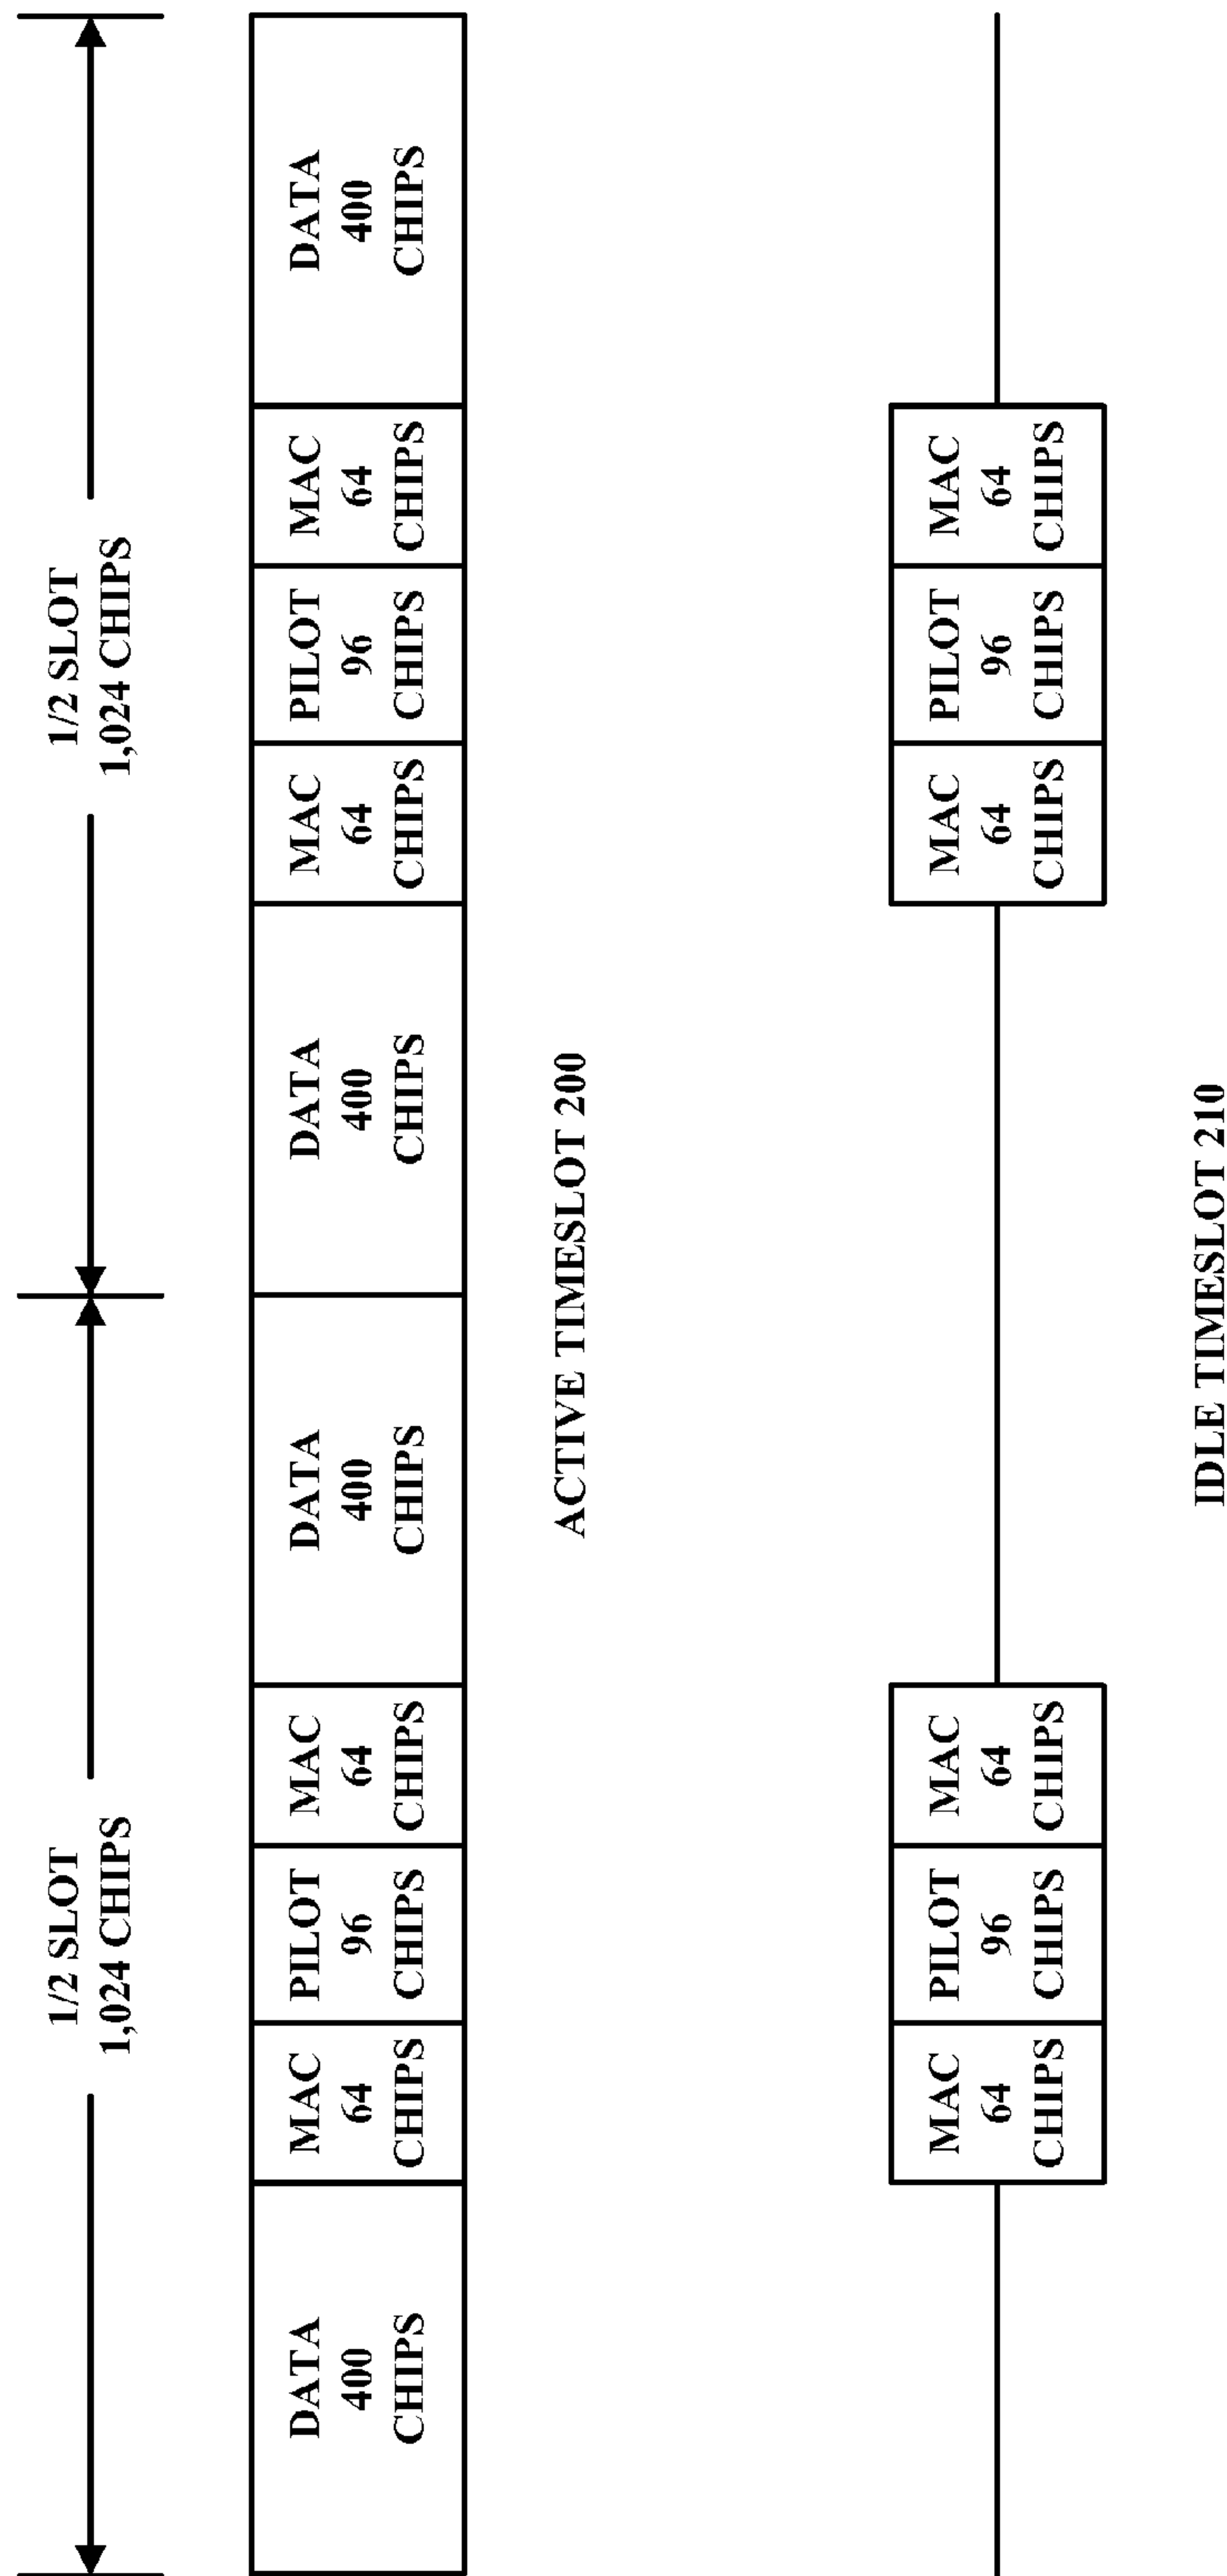 1/2 SLOT
1,024 CHIPS
1/2 SLOT
1,024 CHIPS
DATA
400
CHIPS
MAC
64
CHIPS
PILOT
96
CHIPS
MAC
64
CHIPS
DATA
400
CHIPS
DATA
400
CHIPS
MAC
64
CHIPS
PILOT
96
CHIPS
MAC
64
CHIPS
DATA
400
CHIPS
ACTIVE TIMESLOT 200
MAC
64
CHIPS
PILOT
96
CHIPS
MAC
64
CHIPS
MAC
64
CHIPS
PILOT
96
CHIPS
MAC
64
CHIPS
IDLE TIMESLOT 210